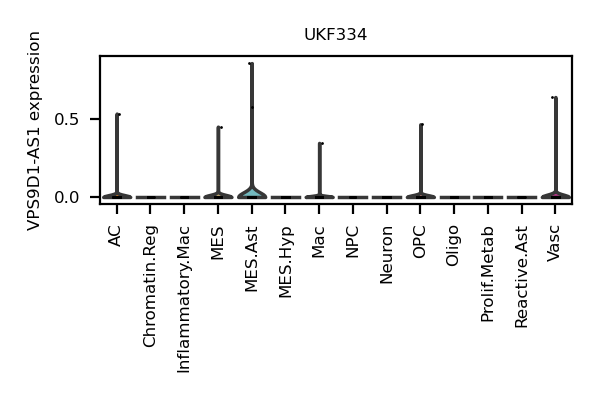 UKF334
VPS9D1-AS1 expression
0.5
0.0
AC
Chromatin.Reg
Inflammatory.Mac
MES
MES.Ast
MES.Hyp
Mac
NPC
Neuron
OPC
Oligo
Prolif.Metab
Reactive.Ast
Vasc